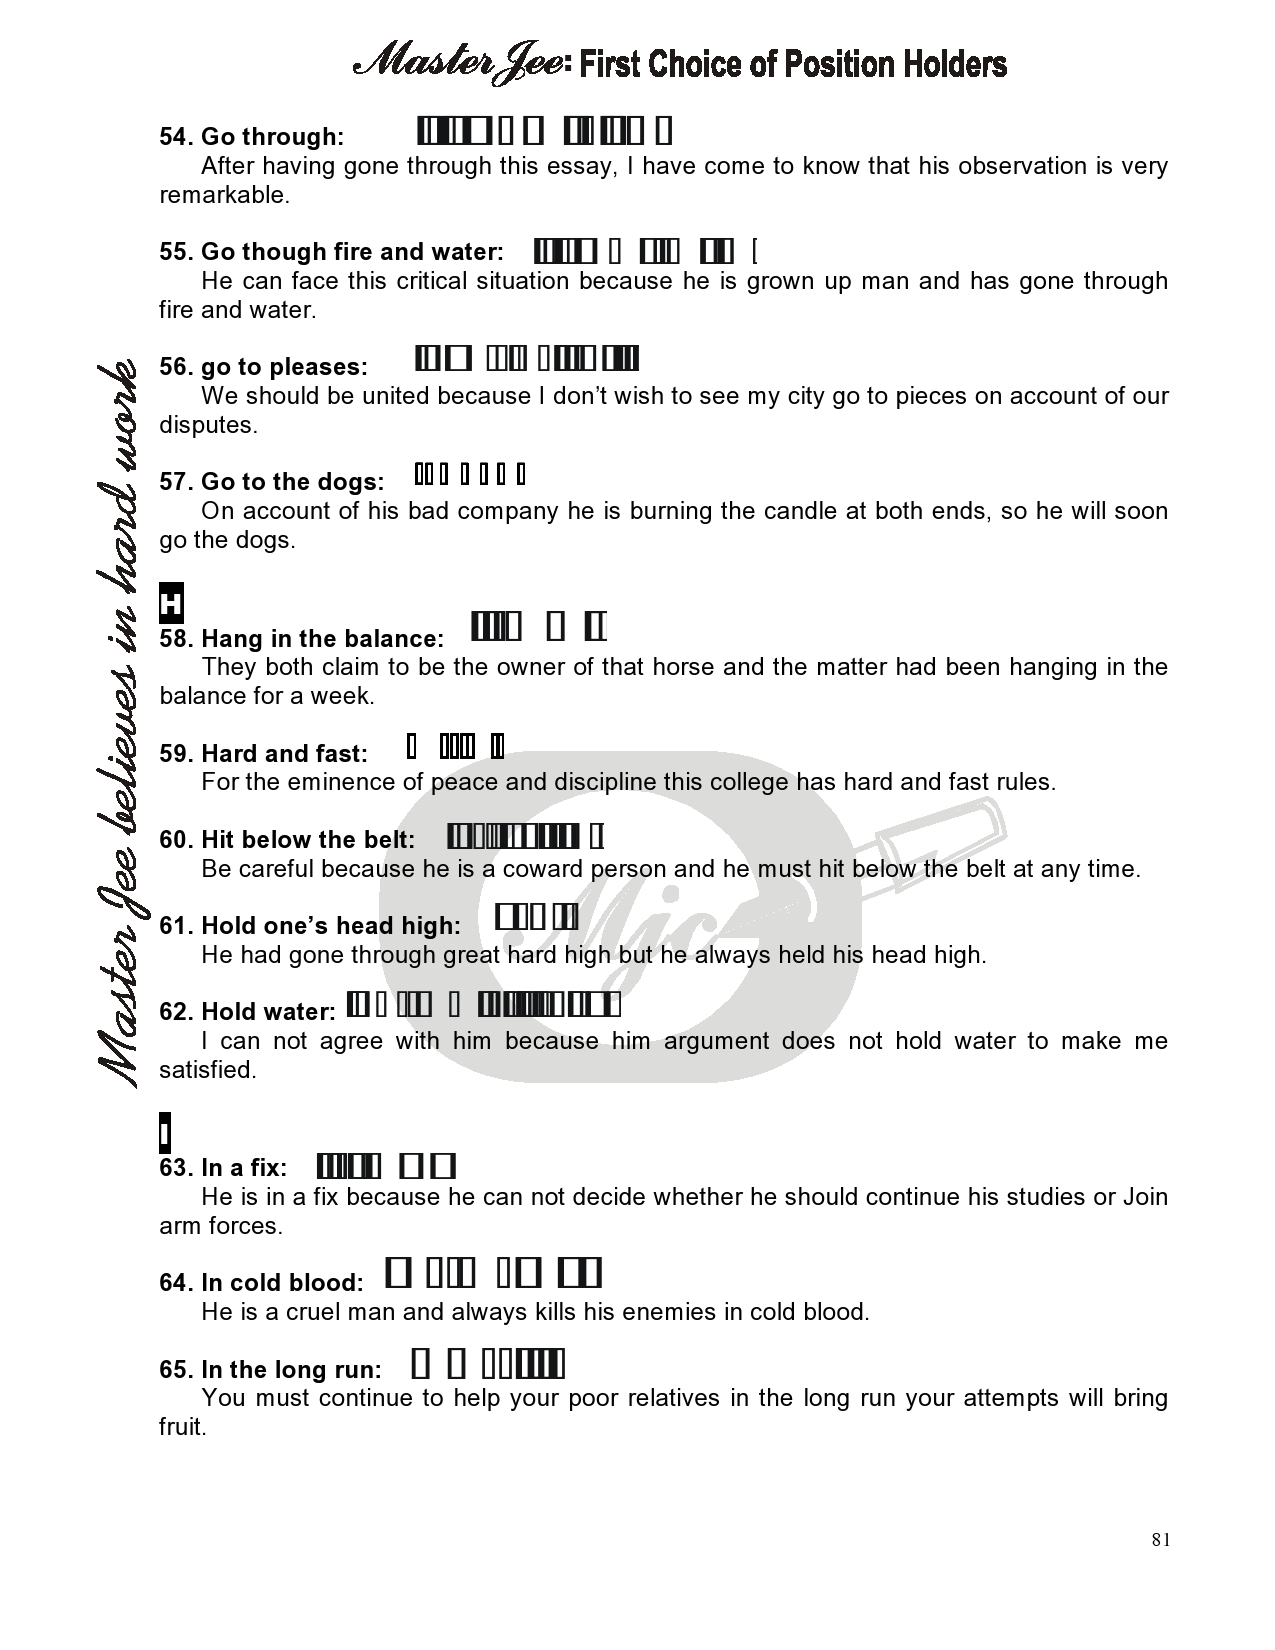 Master Jee: First Choice of Position Holders
54. Go through:
After having gone through this essay, I have come to know that his observation is very
remarkable.
55. Go though fire and water:
He can face this critical situation because he is grown up man and has gone through
fire and water.
56. go to pleases:
We should be united because I don’t wish to see my city go to pieces on account of our
disputes.
57. Go to the dogs:
On account of his bad company he is burning the candle at both ends, so he will soon
go the dogs.
H
58. Hang in the balance:
They both claim to be the owner of that horse and the matter had been hanging in the
balance for a week.
59. Hard and fast:
For the eminence of peace and discipline this college has hard and fast rules.
60. Hit below the belt:
Be careful because he is a coward person and he must hit below the belt at any time.
61. Hold one’s head high:
He had gone through great hard high but he always held his head high.
62. Hold water:
I can not agree with him because him argument does not hold water to make me
satisfied.
I
63. In a fix:
He is in a fix because he can not decide whether he should continue his studies or Join
arm forces.
64. In cold blood:
He is a cruel man and always kills his enemies in cold blood.
65. In the long run:
You must continue to help your poor relatives in the long run your attempts will bring
fruit.
81
Master Jee believes in hard work
Mjc